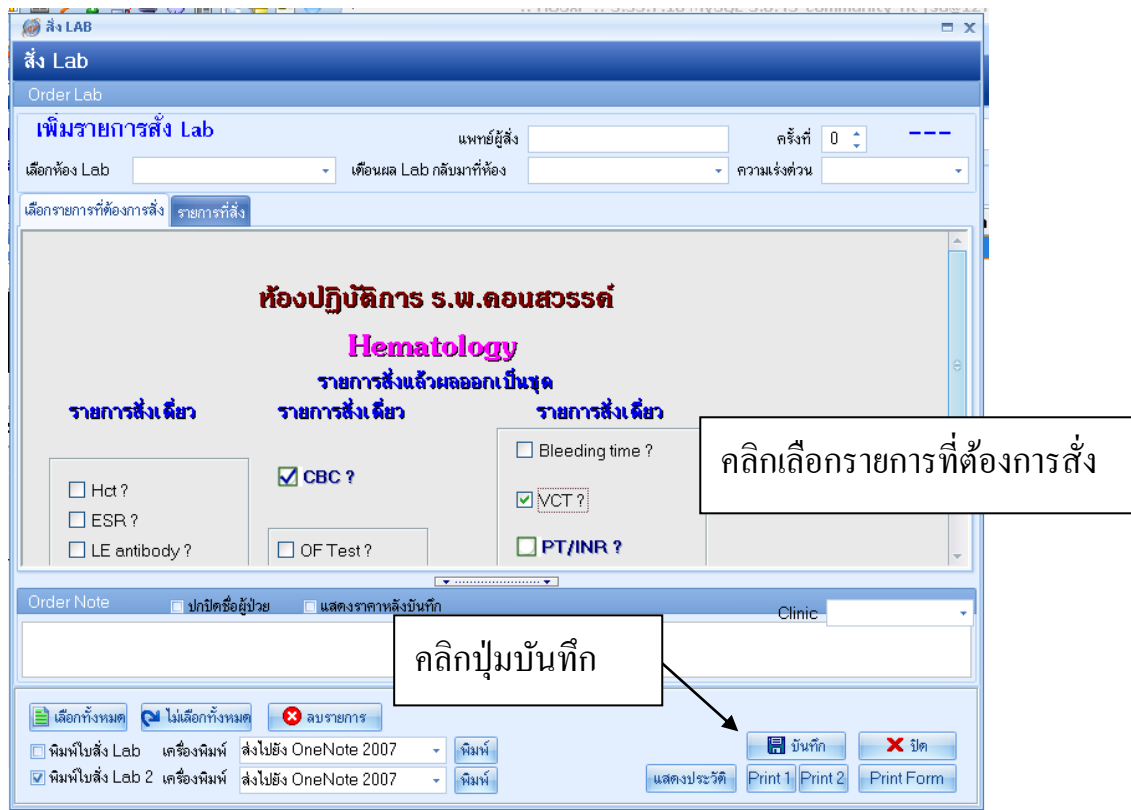 สั่ง LAB
สั่ง Lab
Order Lab
เพิ่มรายการสั่ง Lab
แพทย์ผู้สั่ง
ครั้งที่ 0 ---
เลือกห้อง Lab
เตือนผล Lab กลับมาที่ห้อง
ความเร่งด่วน
เลือกรายการที่ต้องการสั่ง รายการที่สั่ง
ห้องปฏิบัติการ ร.พ.คอนสวรรค์
Hematology
รายการสั่งแล้วผลออกเป็นชุด
รายการสั่งเดี่ยว รายการสั่งเดี่ยว รายการสั่งเดี่ยว
Bleeding time ?
คลิกเลือกรายการที่ต้องการสั่ง
CBC ?
Hct ?
VCT ?
ESR ?
LE antibody ?
OF Test ?
PT/INR ?
Order Note
ปกปิดชื่อผู้ป่วย
แสดงราคาหลังบันทึก
Clinic
คลิกปุ่มบันทึก
เลือกทั้งหมด ไม่เลือกทั้งหมด ลบรายการ
พิมพ์ใบสั่ง Lab เครื่องพิมพ์ ส่งไปยัง OneNote 2007 พิมพ์
บันทึก ปิด
พิมพ์ใบสั่ง Lab 2 เครื่องพิมพ์ ส่งไปยัง OneNote 2007 พิมพ์
แสดงประวัติ Print 1 Print 2 Print Form